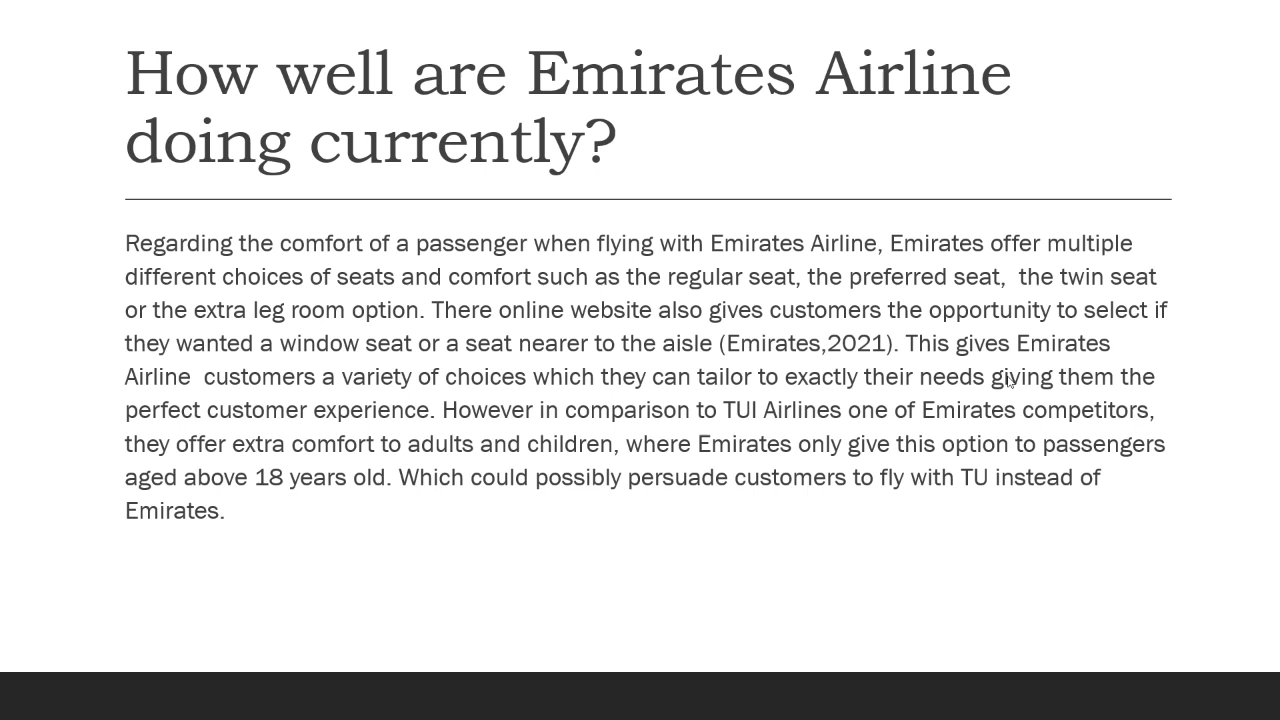 How well are Emirates Airline
doing currently?
Regarding the comfort of a passenger when flying with Emirates Airline, Emirates offer multiple
different choices of seats and comfort such as the regular seat, the preferred seat,  the twin seat
or the extra leg room option. There online website also gives customers the opportunity to select if
they wanted a window seat or a seat nearer to the aisle (Emirates,2021). This gives Emirates
Airline  customers a variety of choices which they can tailor to exactly their needs giving them the
perfect customer experience. However in comparison to TUI Airlines one of Emirates competitors,
they offer extra comfort to adults and children, where Emirates only give this option to passengers
aged above 18 years old. Which could possibly persuade customers to fly with TU instead of
Emirates.